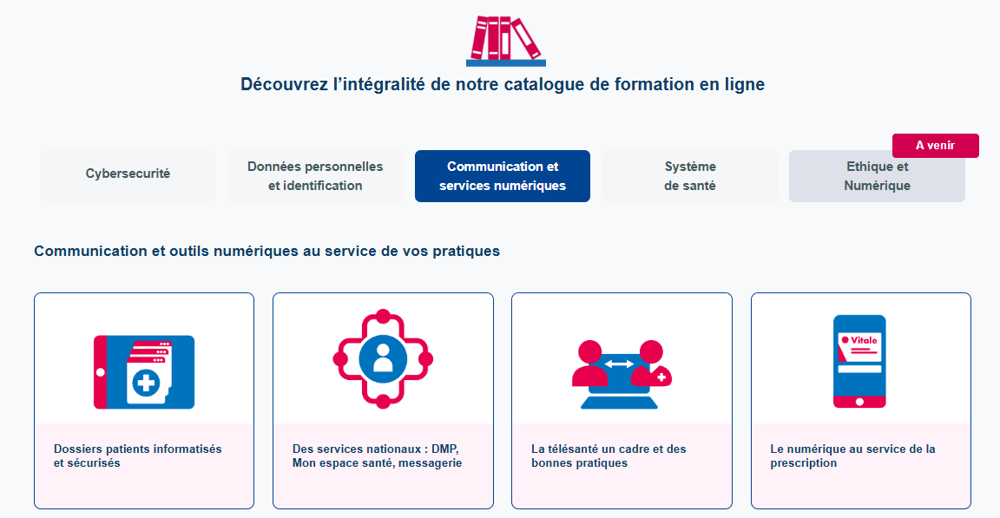 Découvrez l’intégralité de notre catalogue de formation en ligne
A venir
Cybersecurité
Données personnelles
et identification
Communication et
services numériques
Système
de santé
Ethique et
Numérique
Communication et outils numériques au service de vos pratiques
Vitale
Dossiers patients informatisés
et sécurisés
Des services nationaux : DMP,
Mon espace santé, messagerie
La télésanté un cadre et des
bonnes pratiques
Le numérique au service de la
prescription